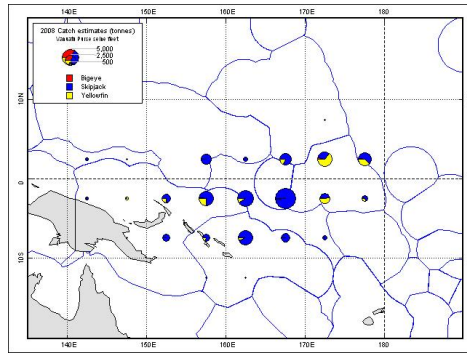 140E 150E 160E 170E 180
2008 Catch estimates (tonnes)
Vanuatu Purse seine fleet
5,000
2,500
500
Bigeye
Skipjack
Yellowfin
10N
0
10S
140E 150E 160E 170E 180